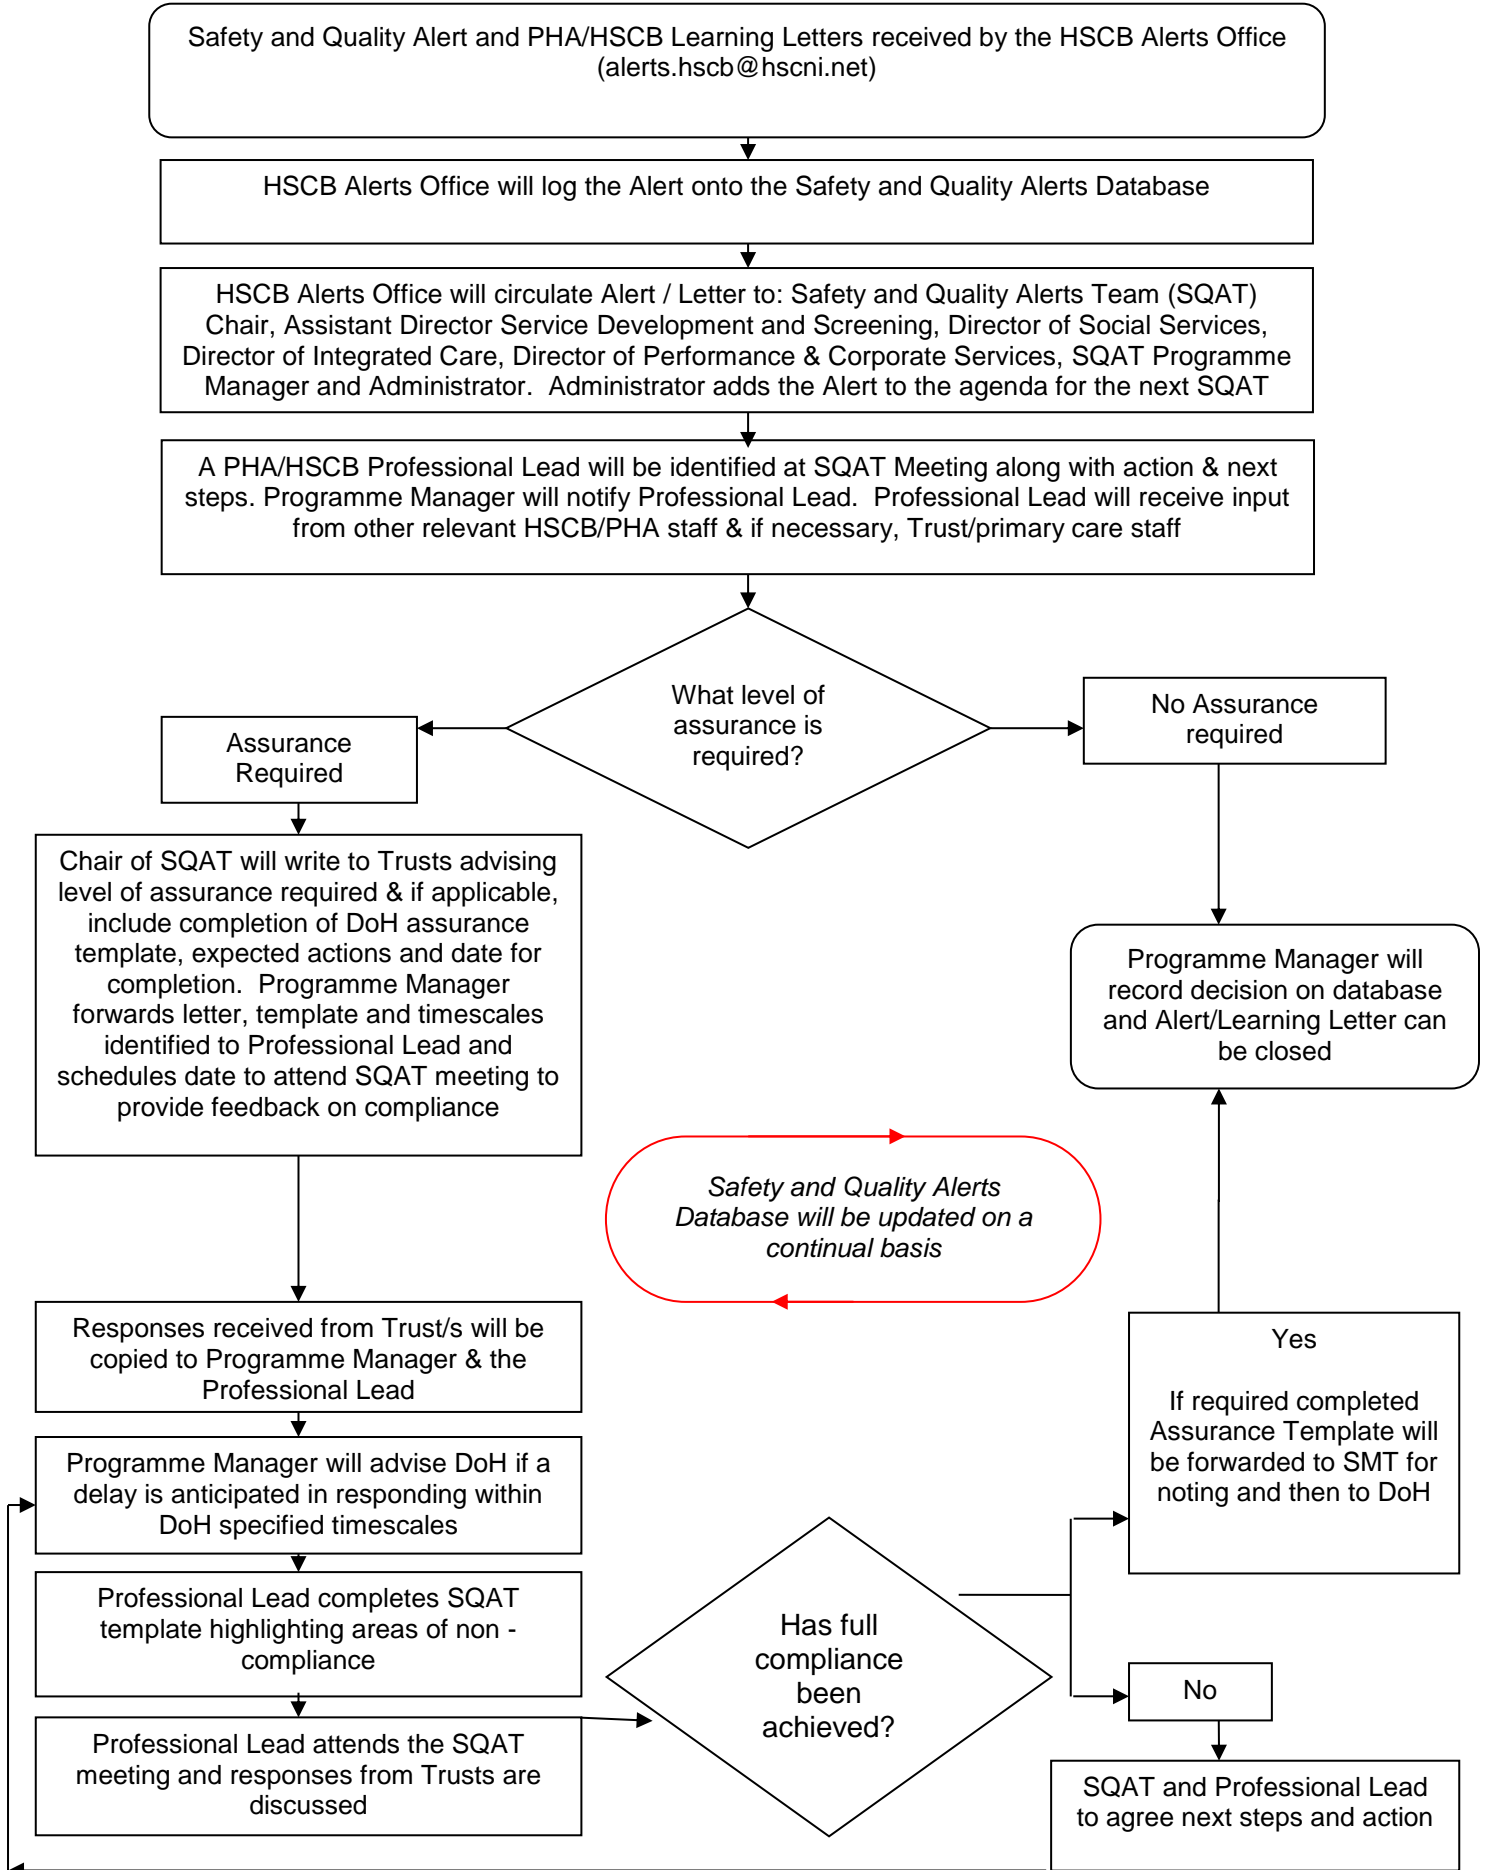 Safety and Quality Alert and PHA/HSCB Learning Letters received by the HSCB Alerts Office
(alerts.hscb@hscni.net)
HSCB Alerts Office will log the Alert onto the Safety and Quality Alerts Database
HSCB Alerts Office will circulate Alert / Letter to: Safety and Quality Alerts Team (SQAT)
Chair, Assistant Director Service Development and Screening, Director of Social Services,
Director of Integrated Care, Director of Performance & Corporate Services, SQAT Programme
Manager and Administrator. Administrator adds the Alert to the agenda for the next SQAT
A PHA/HSCB Professional Lead will be identified at SQAT Meeting along with action & next
steps. Programme Manager will notify Professional Lead. Professional Lead will receive input
from other relevant HSCB/PHA staff & if necessary, Trust/primary care staff
What level of
assurance is
required?
Assurance
Required
No Assurance
required
Chair of SQAT will write to Trusts advising
level of assurance required & if applicable,
include completion of DoH assurance
template, expected actions and date for
completion. Programme Manager
forwards letter, template and timescales
identified to Professional Lead and
schedules date to attend SQAT meeting to
provide feedback on compliance
Programme Manager will
record decision on database
and Alert/Learning Letter can
be closed
Safety and Quality Alerts
Database will be updated on a
continual basis
Responses received from Trust/s will be
copied to Programme Manager & the
Professional Lead
Programme Manager will advise DoH if a
delay is anticipated in responding within
DoH specified timescales
Professional Lead completes SQAT
template highlighting areas of non -
compliance
Professional Lead attends the SQAT
meeting and responses from Trusts are
discussed
Has full
compliance
been
achieved?
Yes
If required completed
Assurance Template will
be forwarded to SMT for
noting and then to DoH
No
SQAT and Professional Lead
to agree next steps and action